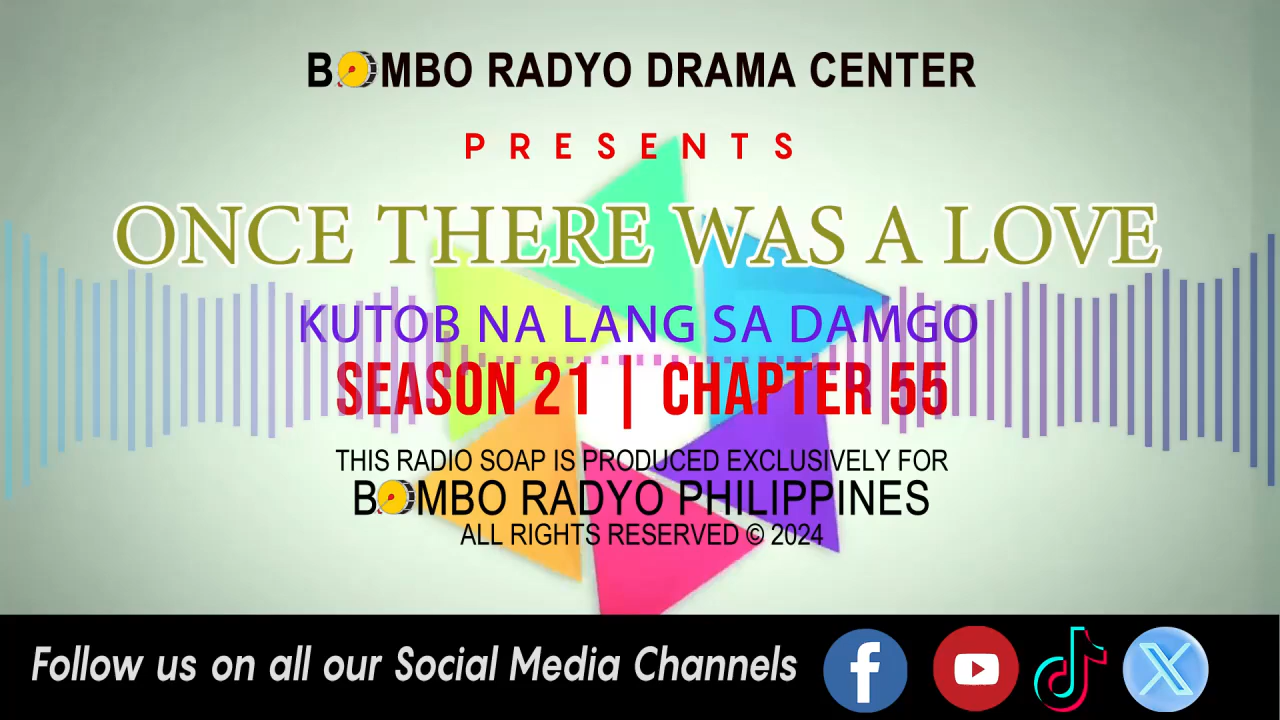 BOMBO RADYO DRAMA CENTER
PRESENTS
ONCE THERE WAS A LOVE
KUTOB NA LANG SA DAMGO
SEASON 21 | CHAPTER 55
THIS RADIO SOAP IS PRODUCED EXCLUSIVELY FOR
BOMBO RADYO PHILIPPINES
ALL RIGHTS RESERVED © 2024
Follow us on all our Social Media Channels